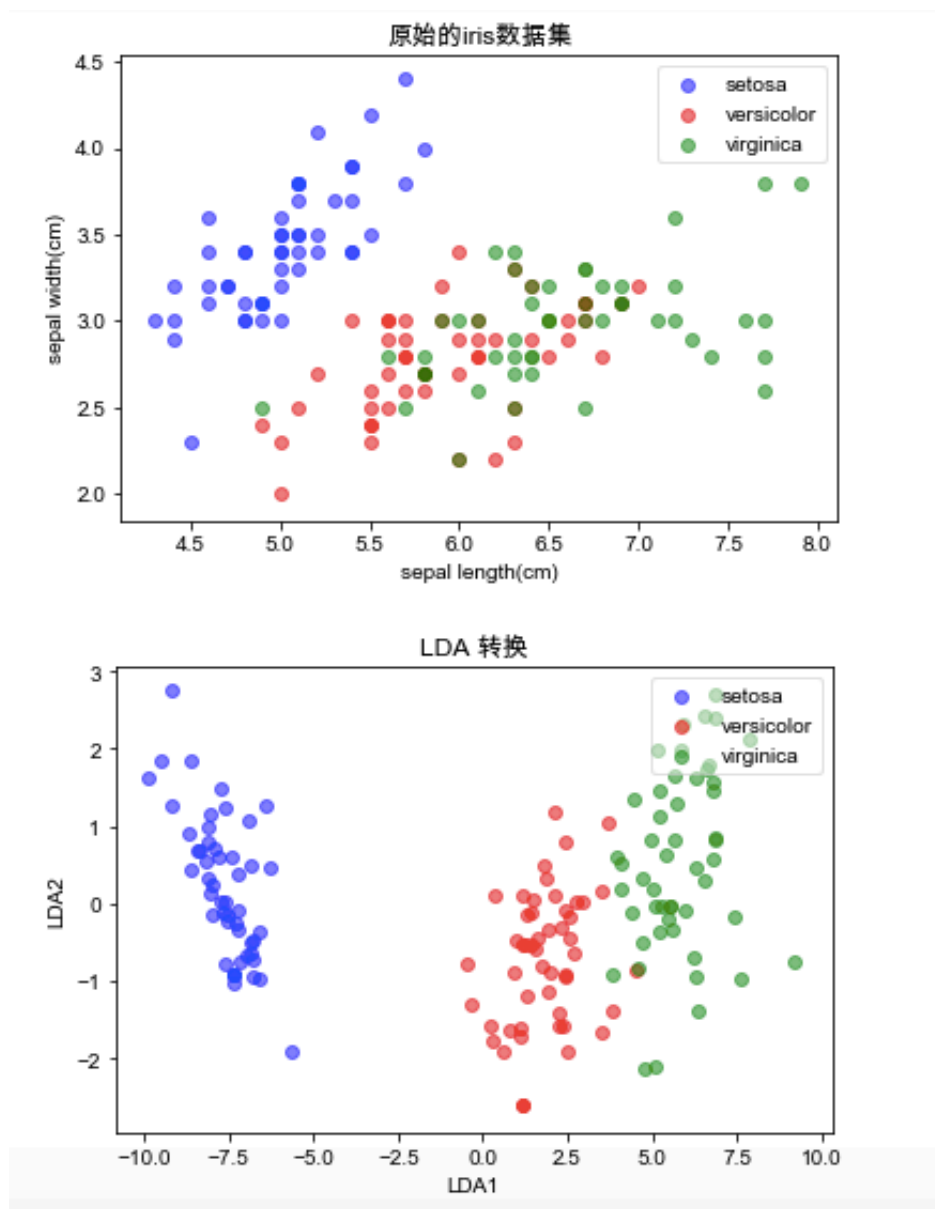 原始的iris数据集
4.5
4.0
3.5
3.0
2.5
2.0
sepal width(cm)
setosa
versicolor
virginica
4.5 5.0 5.5 6.0 6.5 7.0 7.5 8.0
sepal length(cm)
LDA 转换
3
2
1
0
−1
−2
LDA2
setosa
versicolor
virginica
−10.0 −7.5 −5.0 −2.5 0.0 2.5 5.0 7.5 10.0
LDA1